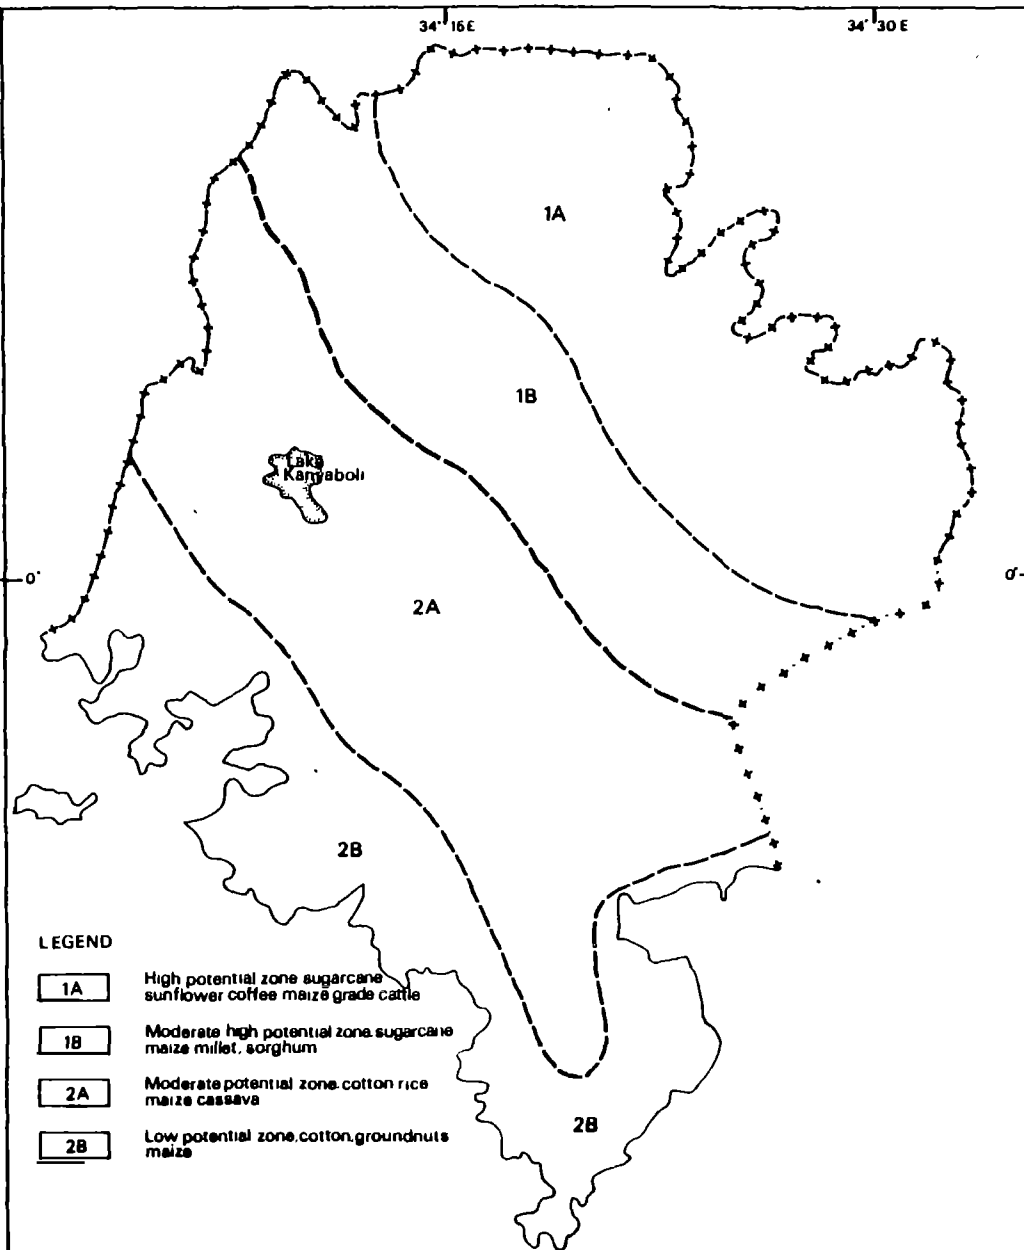 34° 16E
34° 30E
1A
1B
Lake
Kanyaboli
0°
0°
2A
2B
2B
LEGEND
1A
High potential zone sugarcane
sunflower coffee maize grade cattle
1B
Moderate high potential zone. sugarcane
maize millet, sorghum
2A
Moderate potential zone. cotton rice
maize cassava
2B
Low potential zone, cotton, groundnuts
maize